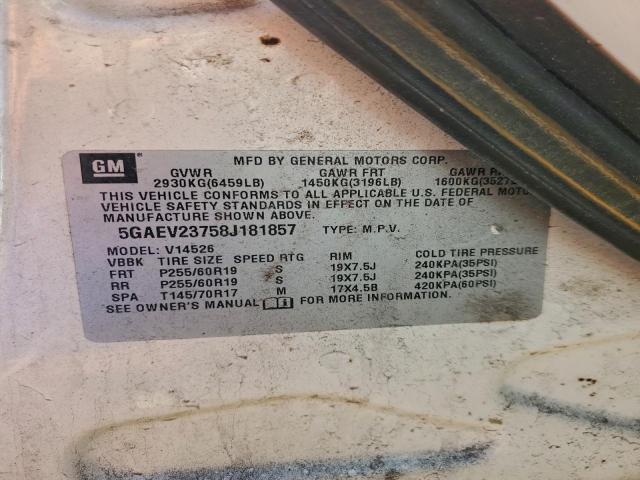 GM MFD BY GENERAL MOTORS CORP.
GVWR GAWR FRT GAWR
2930KG(6459LB) 1450KG(3196LB) 1600KG(3527
THIS VEHICLE CONFORMS TO ALL APPLICABLE U.S. FEDERAL
VEHICLE SAFETY STANDARDS IN EFFECT ON THE DATE OF
MANUFACTURE SHOWN ABOVE.
5GAEV23758J181857 TYPE: M.P.V.
MODEL: V14526
VBBK TIRE SIZE SPEED RTG RIM COLD TIRE PRESSURE
FRT P255/60R19 S 19X7.5J 240KPA(35PSI)
RR P255/60R19 S 19X7.5J 240KPA(35PSI)
SPA T145/70R17 M 17X4.5B 420KPA(60PSI)
SEE OWNER'S MANUAL FOR MORE INFORMATION.